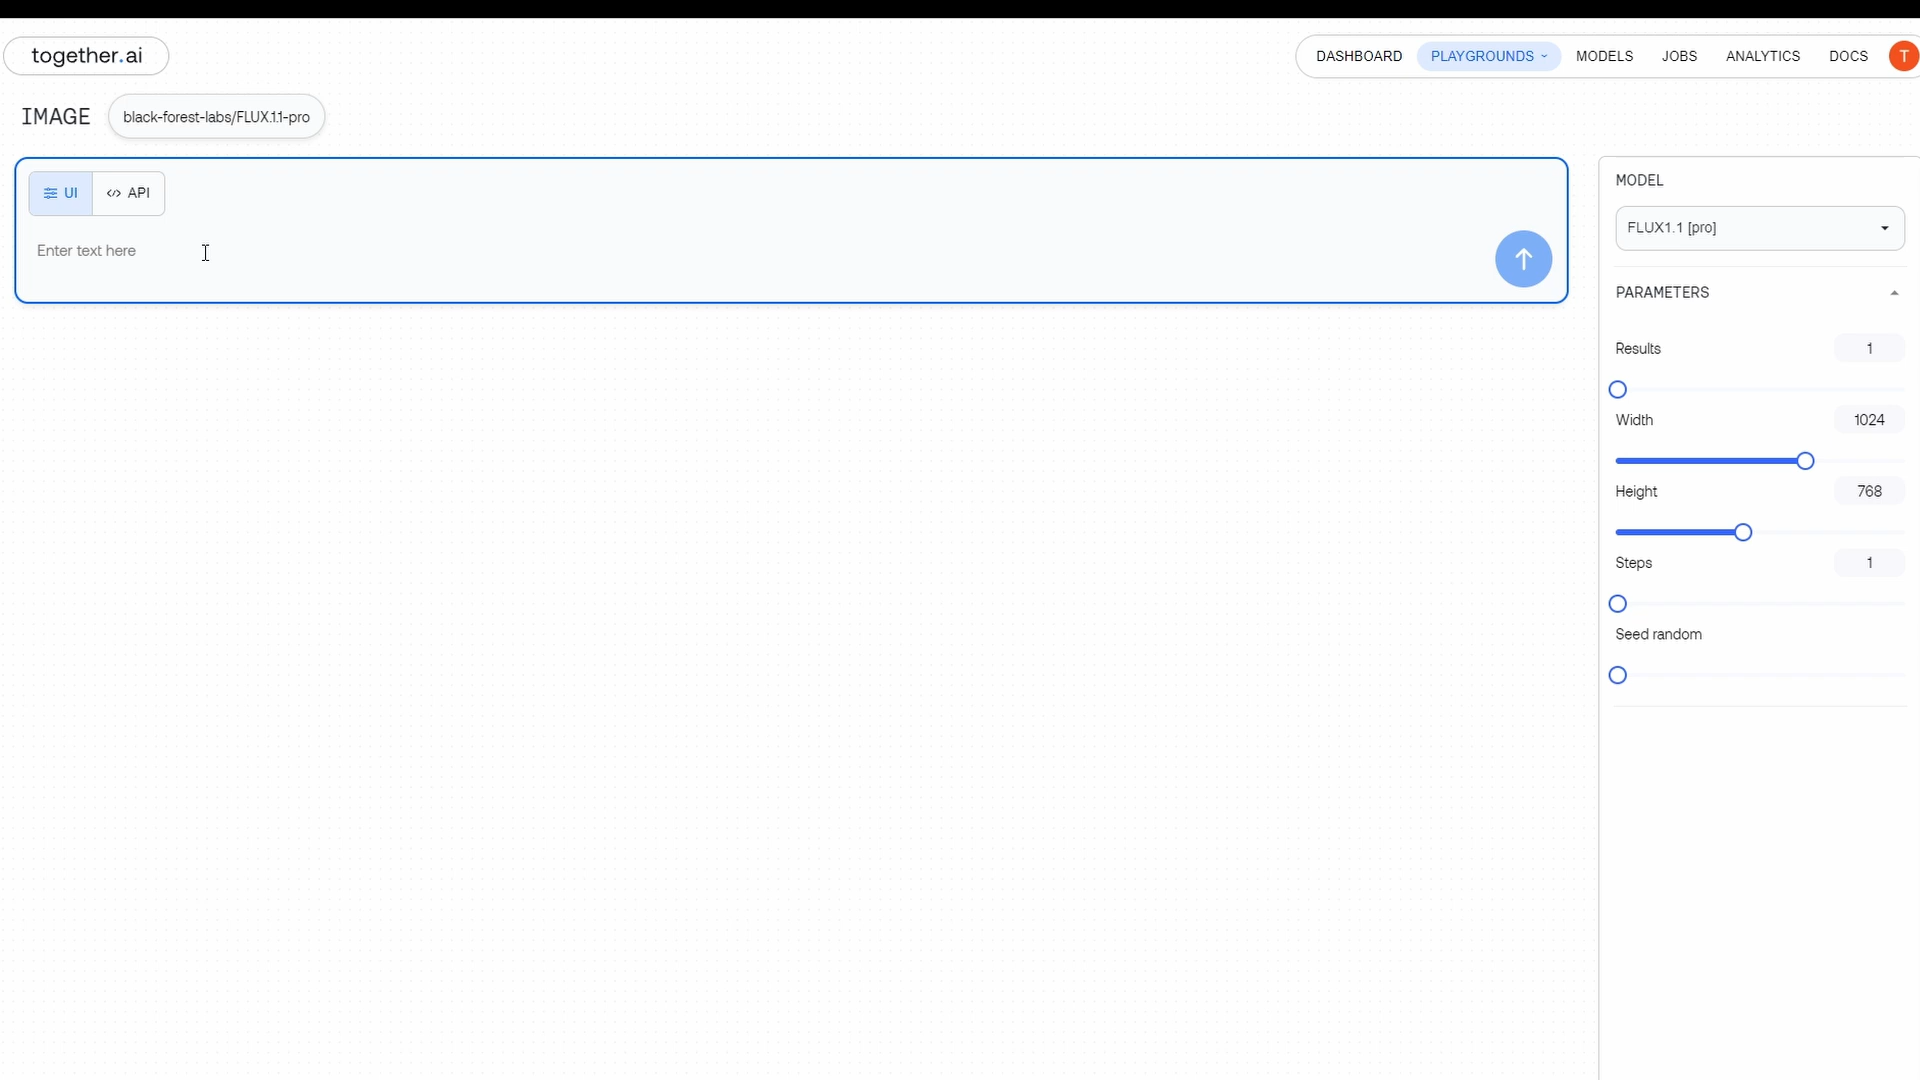 together.ai
DASHBOARD PLAYGROUNDS MODELS JOBS ANALYTICS DOCS T
IMAGE black-forest-labs/FLUX.1.1-pro
UI API
Enter text here
MODEL
FLUX1.1 [pro]
PARAMETERS
Results 1
Width 1024
Height 768
Steps 1
Seed random